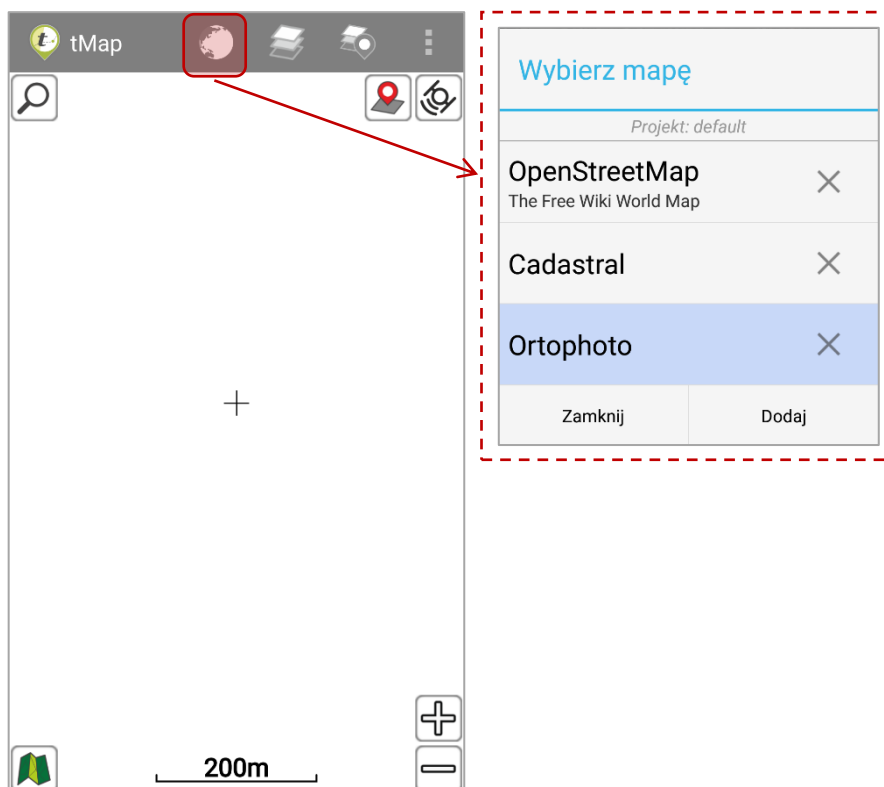 tMap
200m
Wybierz mapę
Projekt: default
OpenStreetMap
The Free Wiki World Map
Cadastral
Ortophoto
Zamknij
Dodaj